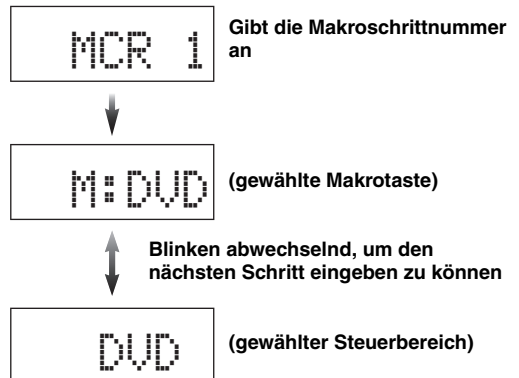 MCR 1
Gibt die Makroschrittnummer
an
M:DVD
(gewählte Makrotaste)
Blinken abwechselnd, um den
nächsten Schritt eingeben zu können
DVD
(gewählter Steuerbereich)